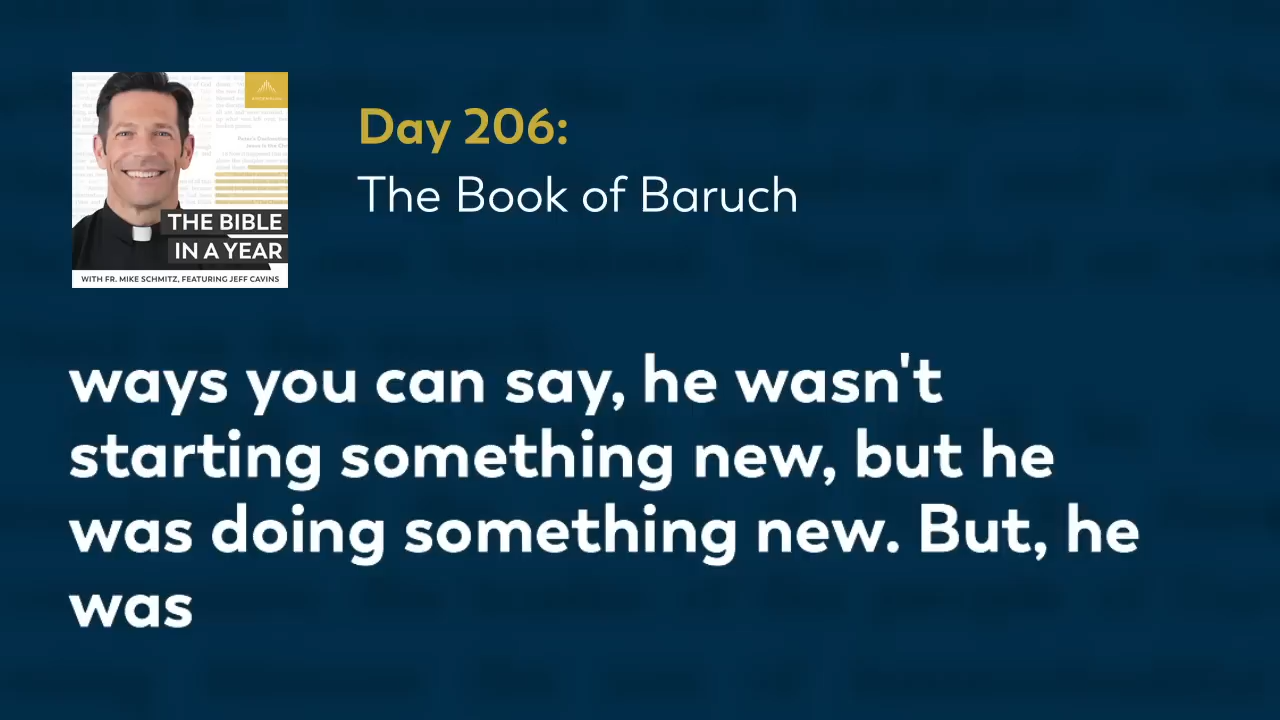 THE BIBLE
IN A YEAR
WITH FR. MIKE SCHMITZ, FEATURING JEFF CAVINS
Day 206:
The Book of Baruch
ways you can say, he wasn't
starting something new, but he
was doing something new. But, he
was